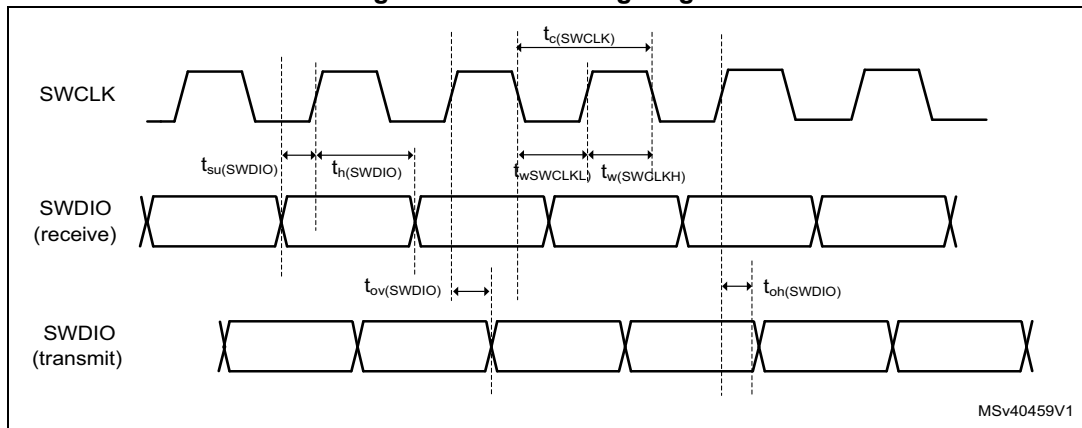 tc(SWCLK)
SWCLK
tsu(SWDIO)
th(SWDIO)
twSWCLKL)
tw(SWCLKH)
SWDIO
(receive)
tov(SWDIO)
toh(SWDIO)
SWDIO
(transmit)
MSv40459V1